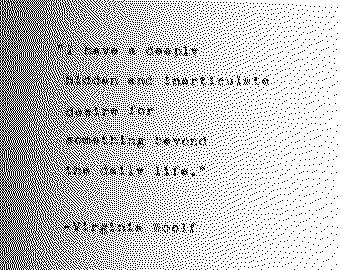 "I have a deeply
hidden and inarticulate
desire for
something beyond
the daily life."
-Virginia Woolf